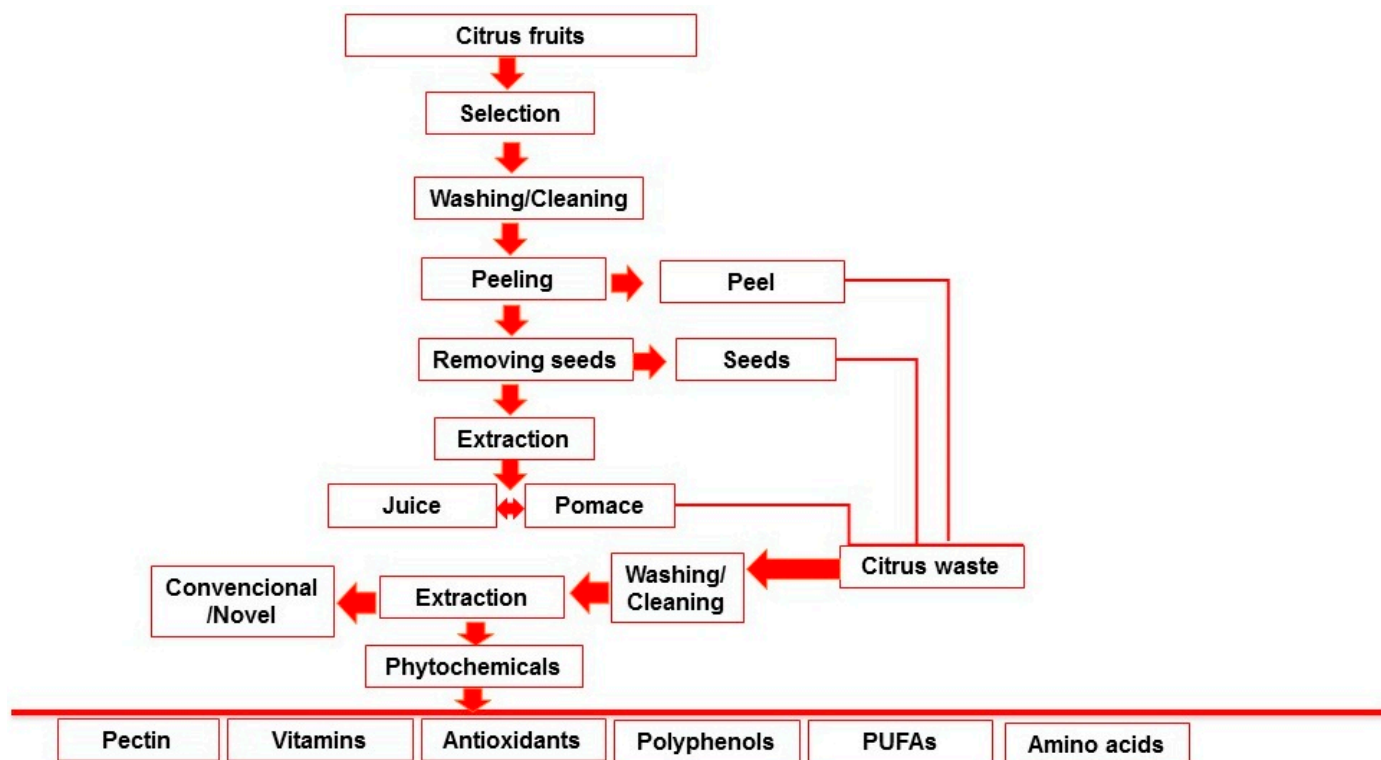 Citrus fruits
Selection
Washing/Cleaning
Peeling
Peel
Removing seeds
Seeds
Extraction
Juice
Pomace
Citrus waste
Washing/
Cleaning
Extraction
Convencional
/Novel
Phytochemicals
Pectin
Vitamins
Antioxidants
Polyphenols
PUFAs
Amino acids